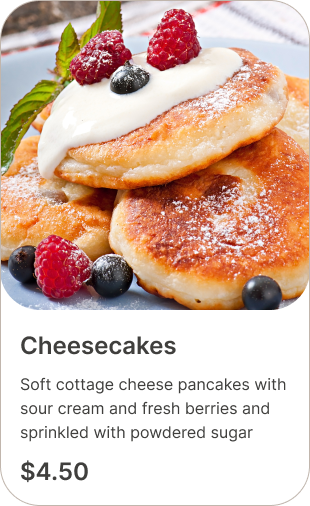 Cheesecakes
Soft cottage cheese pancakes with
sour cream and fresh berries and
sprinkled with powdered sugar
$4.50